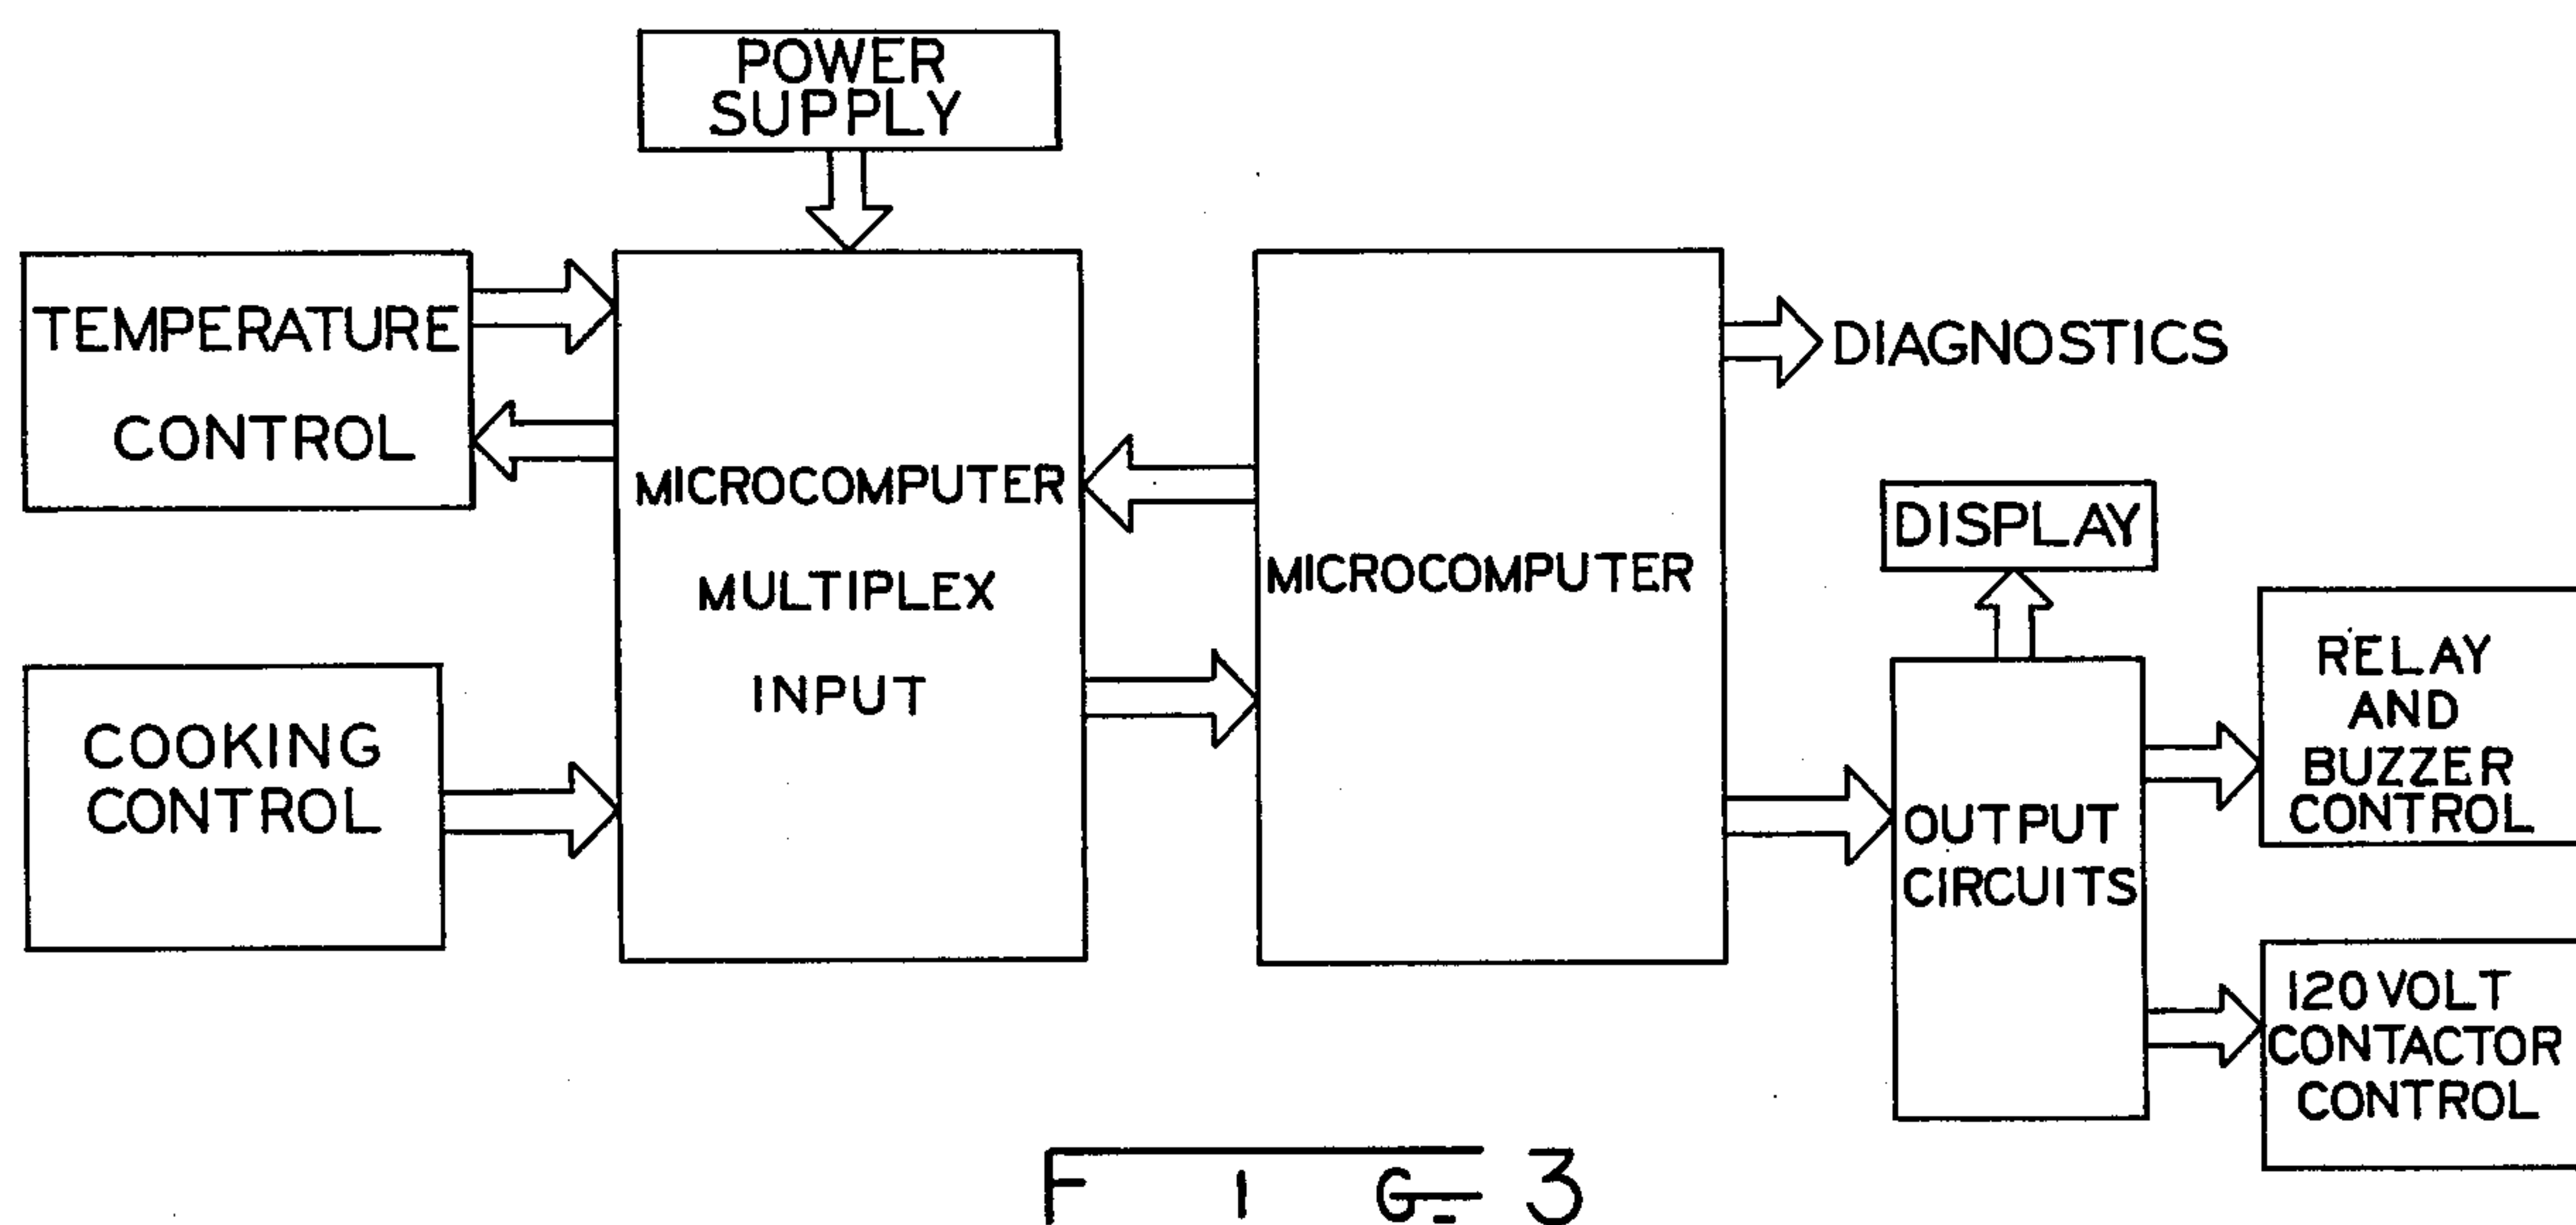 POWER
SUPPLY
TEMPERATURE
CONTROL
COOKING
CONTROL
MICROCOMPUTER
MULTIPLEX
INPUT
MICROCOMPUTER
DIAGNOSTICS
DISPLAY
OUTPUT
CIRCUITS
RELAY
AND
BUZZER
CONTROL
120 VOLT
CONTACTOR
CONTROL
FIG_ 3